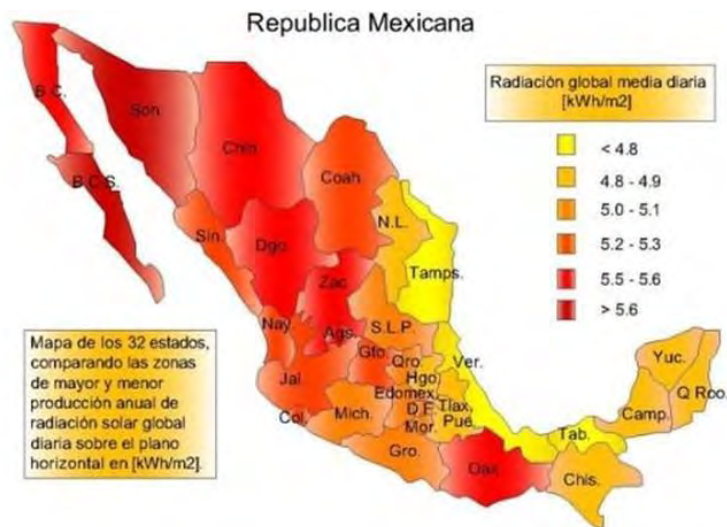 Republica Mexicana
Radiación global media diaria
[kWh/m2]
< 4.8
4.8 - 4.9
5.0 - 5.1
5.2 - 5.3
5.5 - 5.6
> 5.6
B.C.
Son.
Chih.
B.C.S.
Coah.
Sin.
Dgo.
N.L.
Tamps.
Zac.
Nay.
Ags.
S.L.P.
Jal.
Gto.
Qro.
Hgo.
Ver.
Col.
Mich.
Edomex.
D.F.
Mor.
Tlax.
Pue.
Gro.
Oax.
Tab.
Chis.
Camp.
Yuc.
Q Roo.
Mapa de los 32 estados,
comparando las zonas
de mayor y menor
producción anual de
radiación solar global
diaria sobre el plano
horizontal en [kWh/m2].